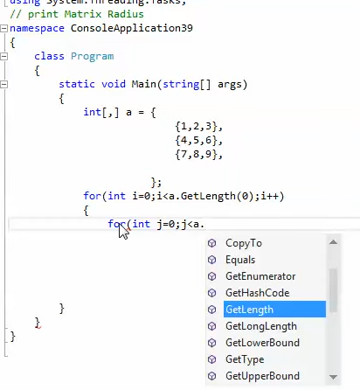 using System.Threading.Tasks;
// print Matrix Radius
namespace ConsoleApplication39
{
class Program
{
static void Main(string[] args)
{
int[,] a = {
{1,2,3},
{4,5,6},
{7,8,9},
};
for(int i=0;i<a.GetLength(0);i++)
{
for(int j=0;j<a.
CopyTo
Equals
GetEnumerator
GetHashCode
GetLength
GetLongLength
GetLowerBound
GetType
GetUpperBound
}
}
}